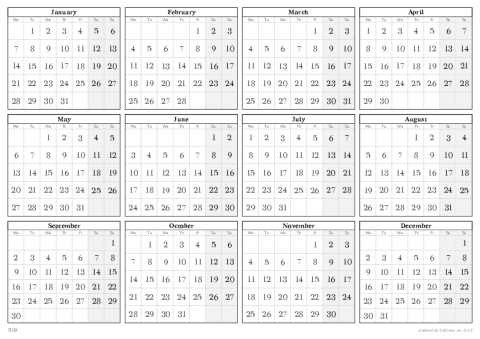 January
Mo Tu We Th Fr Sa Su
1 2 3 4 5 6
7 8 9 10 11 12 13
14 15 16 17 18 19 20
21 22 23 24 25 26 27
28 29 30 31
February
Mo Tu We Th Fr Sa Su
1 2 3
4 5 6 7 8 9 10
11 12 13 14 15 16 17
18 19 20 21 22 23 24
25 26 27 28
March
Mo Tu We Th Fr Sa Su
1 2 3
4 5 6 7 8 9 10
11 12 13 14 15 16 17
18 19 20 21 22 23 24
25 26 27 28 29 30 31
April
Mo Tu We Th Fr Sa Su
1 2 3 4 5 6 7
8 9 10 11 12 13 14
15 16 17 18 19 20 21
22 23 24 25 26 27 28
29 30
May
Mo Tu We Th Fr Sa Su
1 2 3 4 5
6 7 8 9 10 11 12
13 14 15 16 17 18 19
20 21 22 23 24 25 26
27 28 29 30 31
June
Mo Tu We Th Fr Sa Su
1 2
3 4 5 6 7 8 9
10 11 12 13 14 15 16
17 18 19 20 21 22 23
24 25 26 27 28 29 30
July
Mo Tu We Th Fr Sa Su
1 2 3 4 5 6 7
8 9 10 11 12 13 14
15 16 17 18 19 20 21
22 23 24 25 26 27 28
29 30 31
August
Mo Tu We Th Fr Sa Su
1 2 3 4
5 6 7 8 9 10 11
12 13 14 15 16 17 18
19 20 21 22 23 24 25
26 27 28 29 30 31
September
Mo Tu We Th Fr Sa Su
1
2 3 4 5 6 7 8
9 10 11 12 13 14 15
16 17 18 19 20 21 22
23 24 25 26 27 28 29
30
October
Mo Tu We Th Fr Sa Su
1 2 3 4 5 6
7 8 9 10 11 12 13
14 15 16 17 18 19 20
21 22 23 24 25 26 27
28 29 30 31
November
Mo Tu We Th Fr Sa Su
1 2 3
4 5 6 7 8 9 10
11 12 13 14 15 16 17
18 19 20 21 22 23 24
25 26 27 28 29 30
December
Mo Tu We Th Fr Sa Su
1
2 3 4 5 6 7 8
9 10 11 12 13 14 15
16 17 18 19 20 21 22
23 24 25 26 27 28 29
30 31
2019